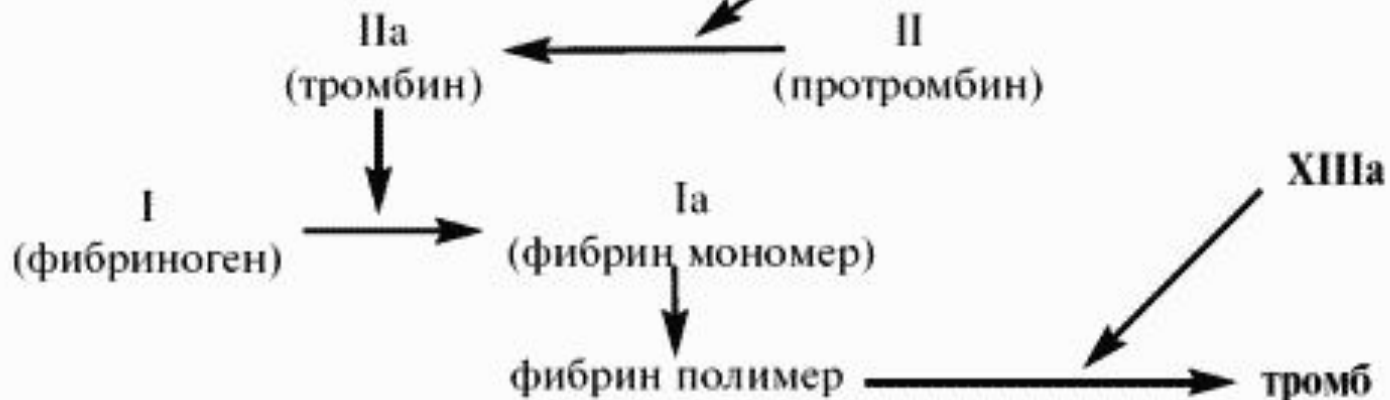 IIa
(тромбин)
II
(протромбин)
XIIIa
I
(фибриноген)
Ia
(фибрин мономер)
фибрин полимер
тромб